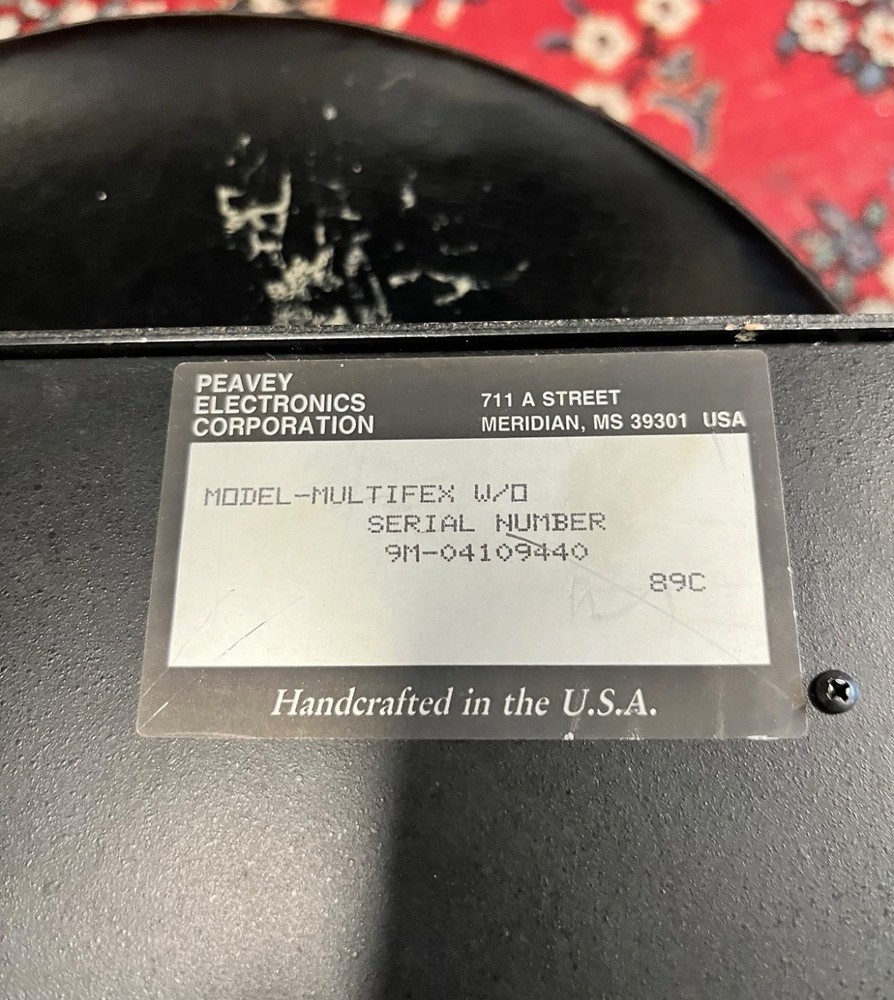 PEAVEY
ELECTRONICS
CORPORATION
711 A STREET
MERIDIAN, MS 39301 USA
MODEL-MULTIFEX W/O
SERIAL NUMBER
9M-04109440
89C
Handcrafted in the U.S.A.